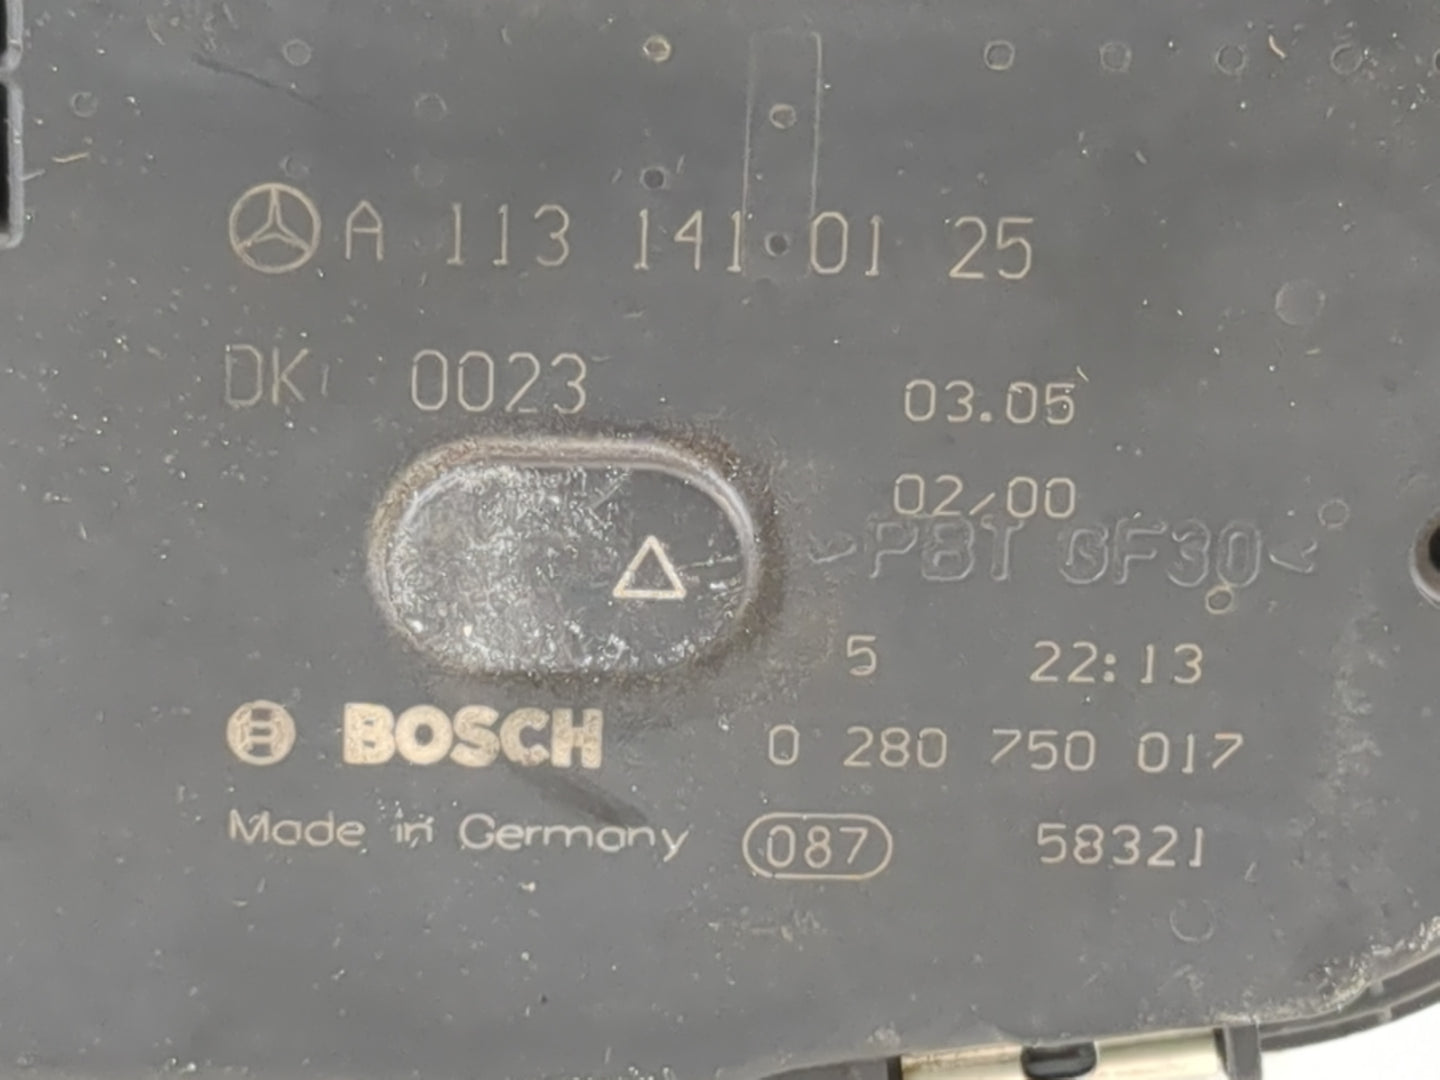 A 113 141 01 25
DK 0023
03.05
02/00
>PBT GF30<
5 22:13
BOSCH 0 280 750 017
Made in Germany 087 58321